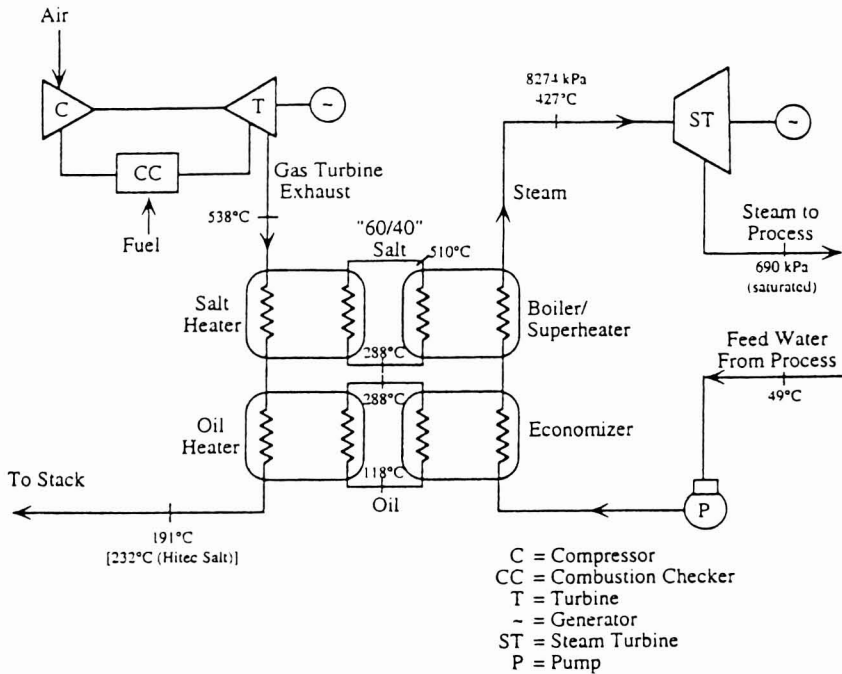 Air
C
T
~
CC
Fuel
Gas Turbine
Exhaust
538°C
"60/40"
Salt
510°C
8274 kPa
427°C
ST
~
Steam
Steam to
Process
690 kPa
(saturated)
Salt
Heater
Boiler/
Superheater
288°C
Feed Water
From Process
49°C
288°C
Oil
Heater
Economizer
118°C
Oil
P
To Stack
191°C
[232°C (Hitec Salt)]
C = Compressor
CC = Combustion Checker
T = Turbine
~ = Generator
ST = Steam Turbine
P = Pump